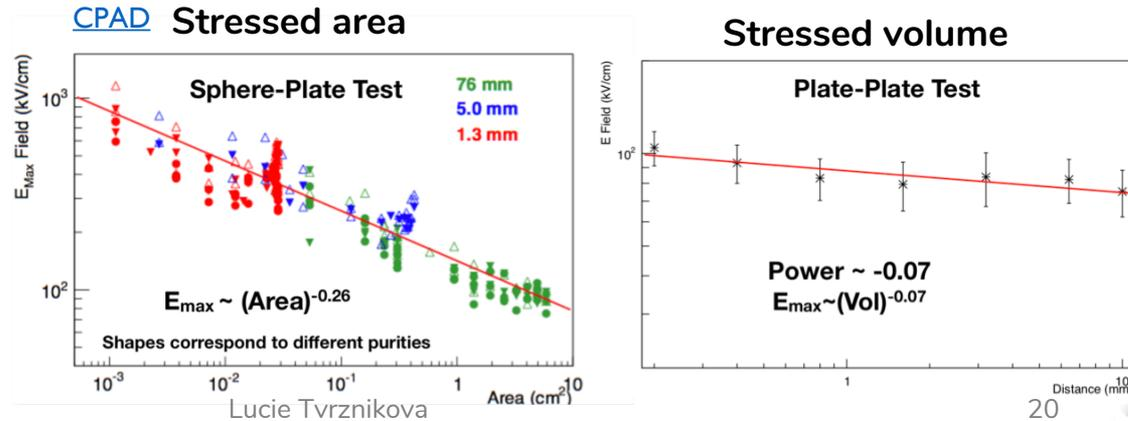 CPAD Stressed area
Sphere-Plate Test
76 mm
5.0 mm
1.3 mm
E_Max Field (kV/cm)
10³
10²
E_max ~ (Area)^-0.26
Shapes correspond to different purities
10⁻³ 10⁻² 10⁻¹ 1 10
Area (cm²)
Lucie Tvrznikova
Stressed volume
Plate-Plate Test
E Field (kV/cm)
10²
Power ~ -0.07
E_max~(Vol)^-0.07
1 10
Distance (mm
20